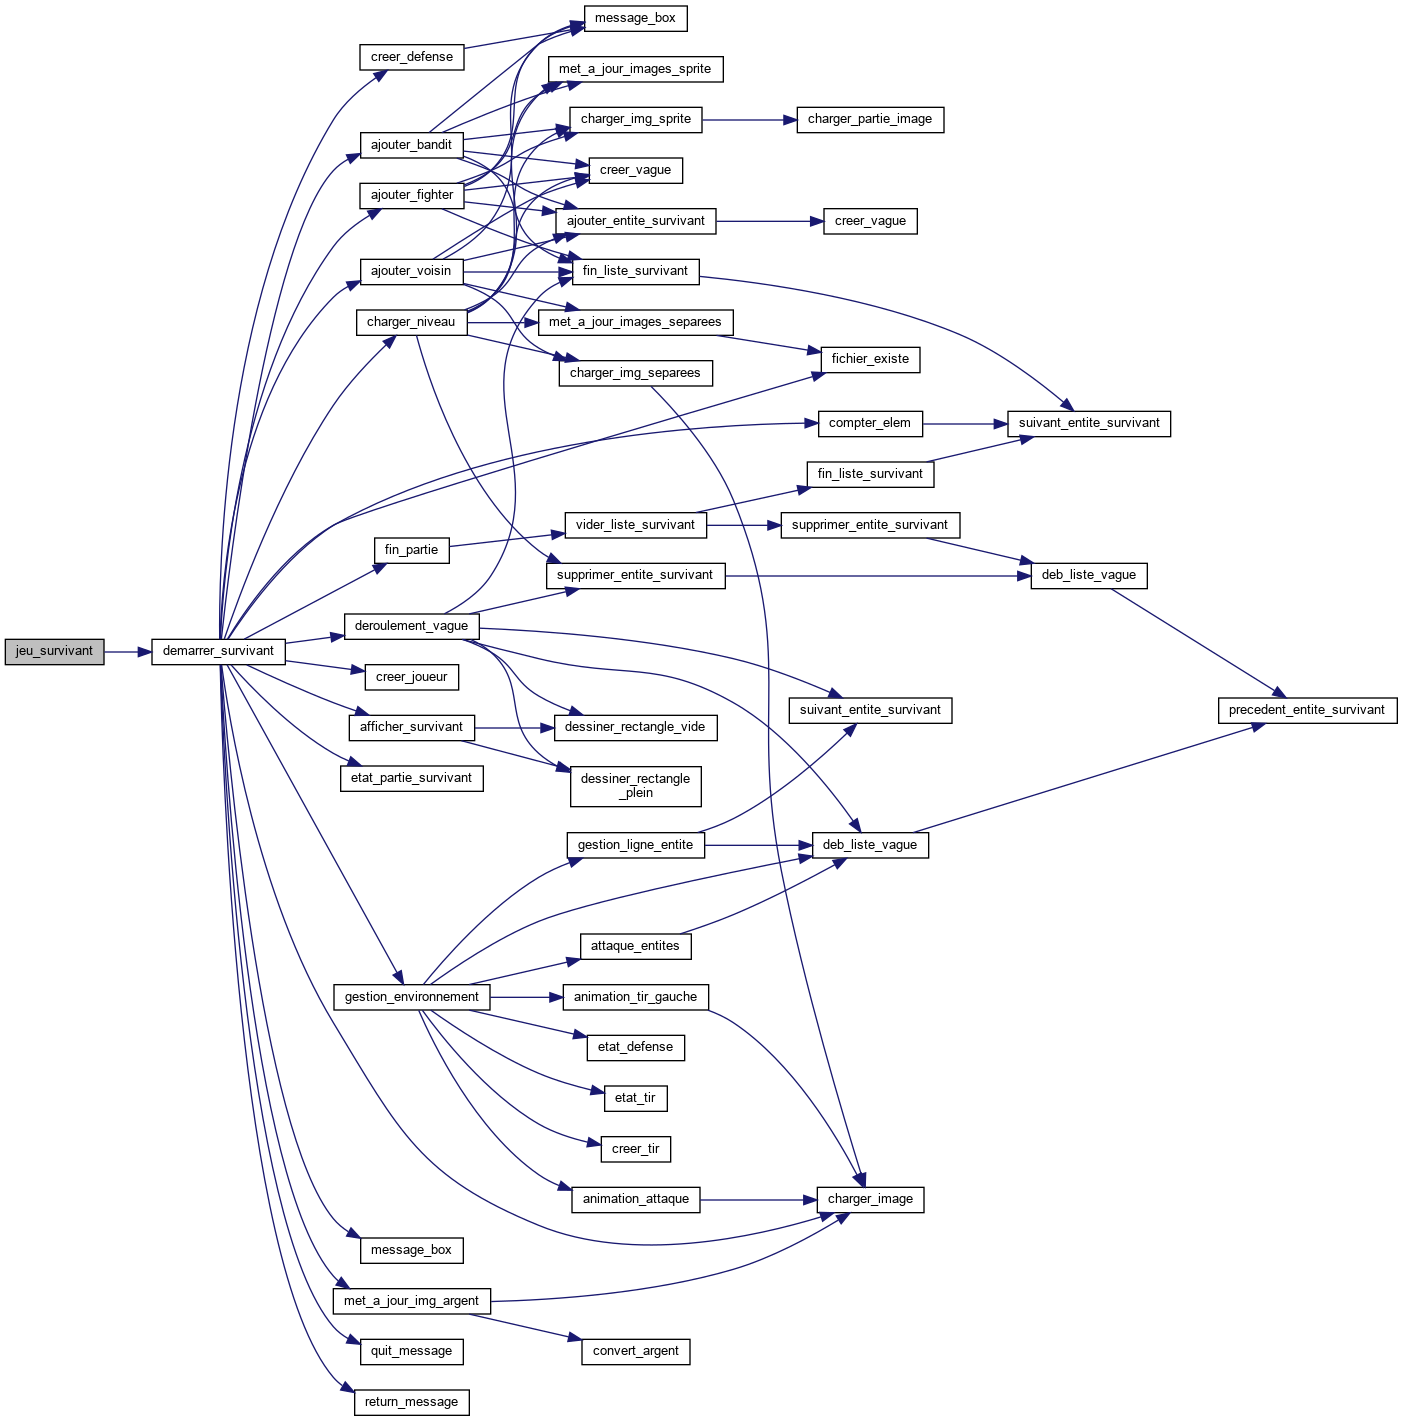 message_box
creer_defense
met_a_jour_images_sprite
charger_img_sprite
charger_partie_image
ajouter_bandit
creer_vague
ajouter_fighter
ajouter_entite_survivant
creer_vague
ajouter_voisin
fin_liste_survivant
charger_niveau
met_a_jour_images_separees
fichier_existe
charger_img_separees
compter_elem
suivant_entite_survivant
fin_liste_survivant
vider_liste_survivant
supprimer_entite_survivant
fin_partie
supprimer_entite_survivant
deb_liste_vague
deroulement_vague
jeu_survivant
demarrer_survivant
creer_joueur
suivant_entite_survivant
precedent_entite_survivant
afficher_survivant
dessiner_rectangle_vide
etat_partie_survivant
dessiner_rectangle
_plein
gestion_ligne_entite
deb_liste_vague
attaque_entites
gestion_environnement
animation_tir_gauche
etat_defense
etat_tir
creer_tir
animation_attaque
charger_image
message_box
met_a_jour_img_argent
quit_message
convert_argent
return_message